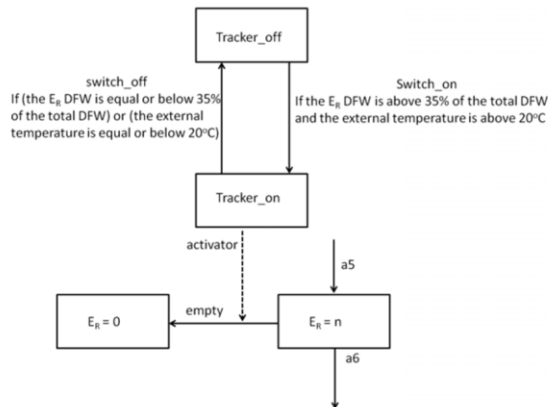 Tracker_off
switch_off
If (the E_R DFW is equal or below 35%
of the total DFW) or (the external
temperature is equal or below 20°C)
Switch_on
If the E_R DFW is above 35% of the total DFW
and the external temperature is above 20°C
Tracker_on
activator
a5
E_R = 0
empty
E_R = n
a6